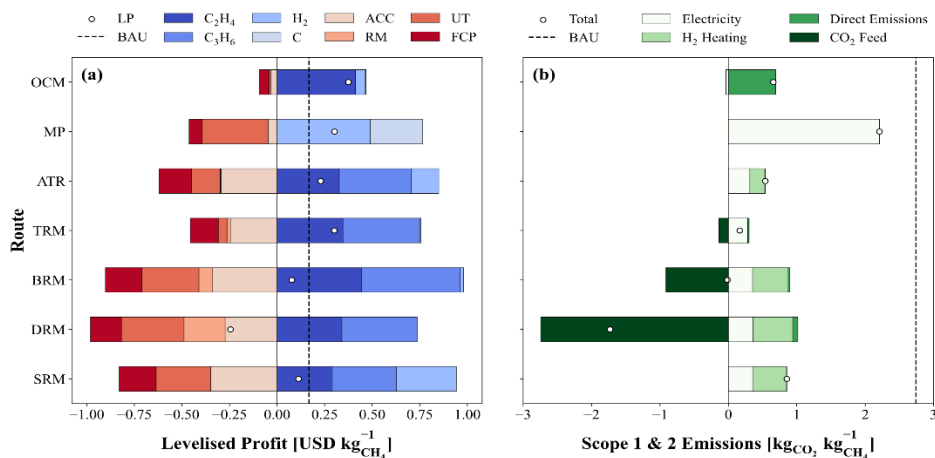 LP C₂H₄ H₂ ACC UT
BAU C₃H₆ C RM FCP
Total Electricity Direct Emissions
BAU H₂ Heating CO₂ Feed
(a)
OCM
MP
ATR
TRM
BRM
DRM
SRM
Route
−1.00 −0.75 −0.50 −0.25 0.00 0.25 0.50 0.75 1.00
Levelised Profit [USD kg⁻¹_CH₄]
(b)
−3 −2 −1 0 1 2 3
Scope 1 & 2 Emissions [kg_CO₂ kg⁻¹_CH₄]